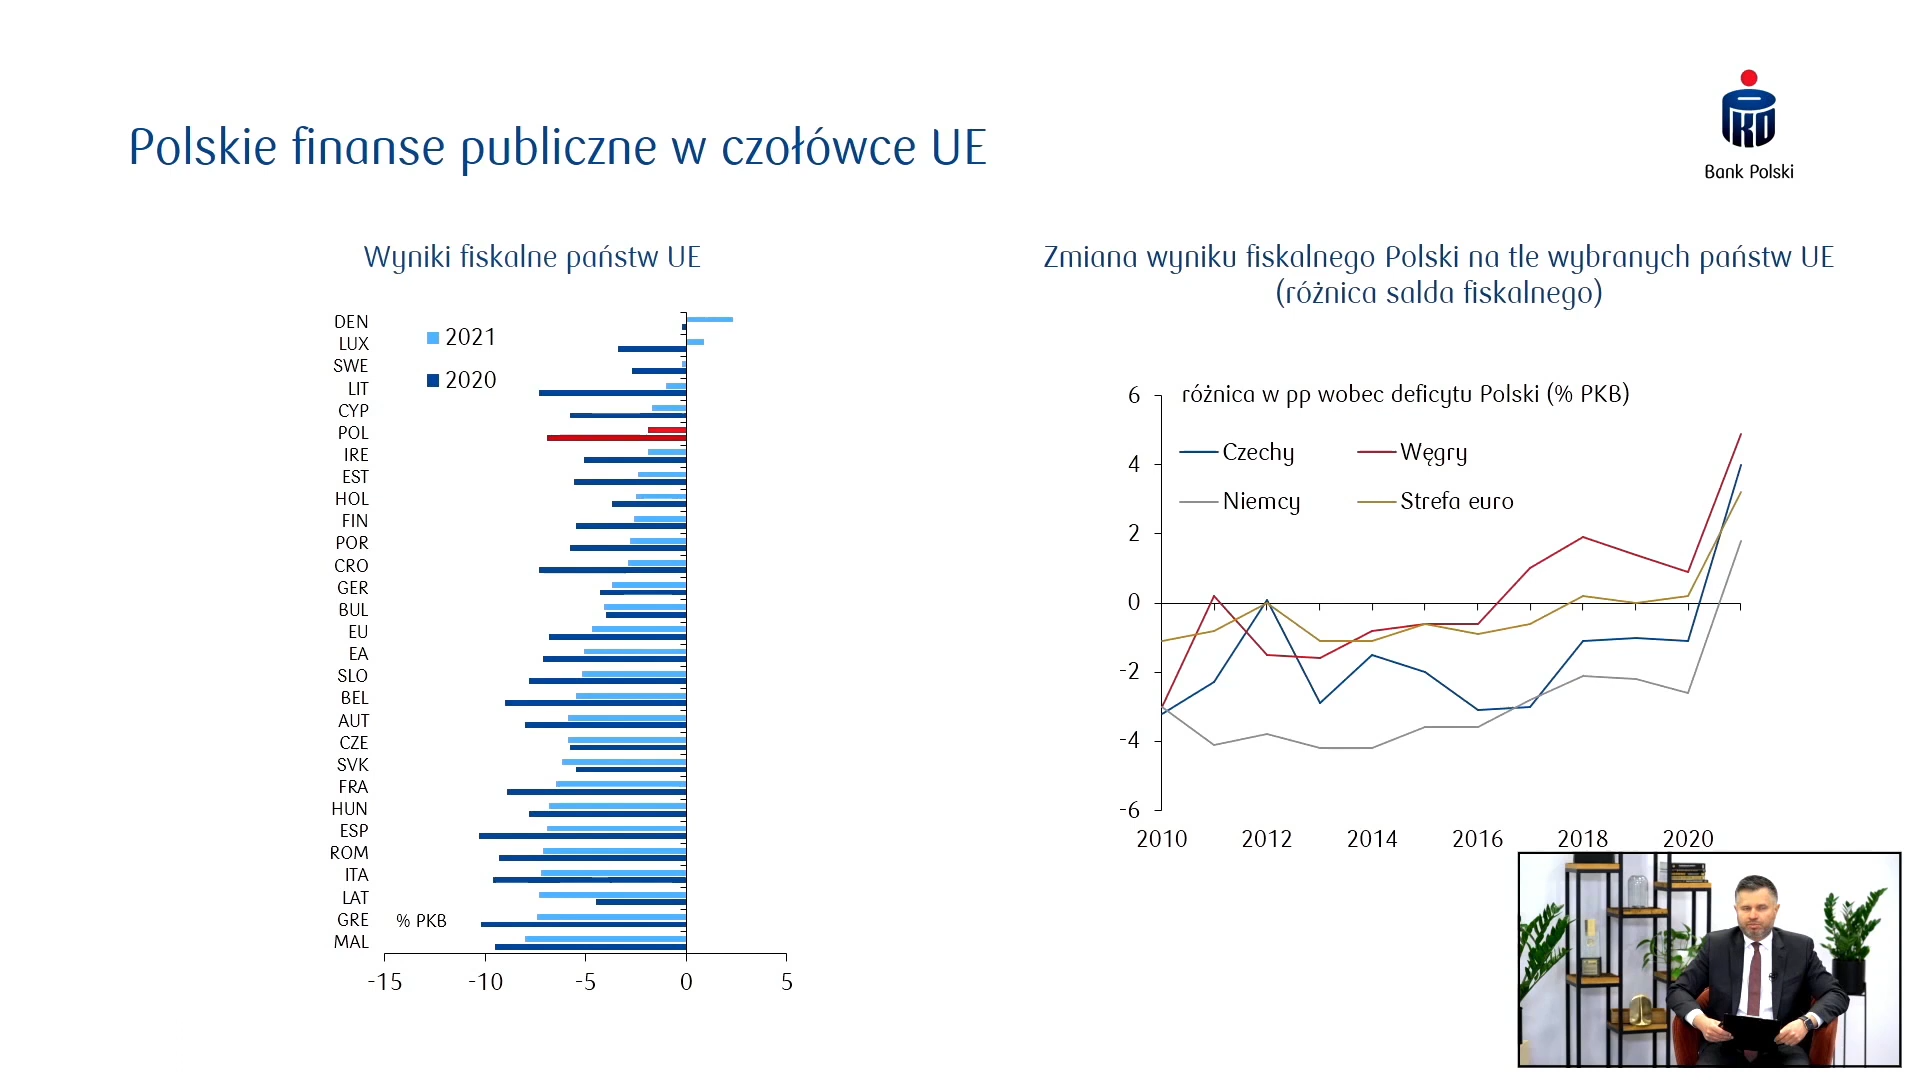 Polskie finanse publiczne w czołówce UE
PKO
Bank Polski
Wyniki fiskalne państw UE
2021
2020
DEN
LUX
SWE
LIT
CYP
POL
IRE
EST
HOL
FIN
POR
CRO
GER
BUL
EU
EA
SLO
BEL
AUT
CZE
SVK
FRA
HUN
ESP
ROM
ITA
LAT
GRE
MAL
% PKB
-15 -10 -5 0 5
Zmiana wyniku fiskalnego Polski na tle wybranych państw UE
(różnica salda fiskalnego)
różnica w pp wobec deficytu Polski (% PKB)
Czechy Węgry
Niemcy Strefa euro
6
4
2
0
-2
-4
-6
2010 2012 2014 2016 2018 2020